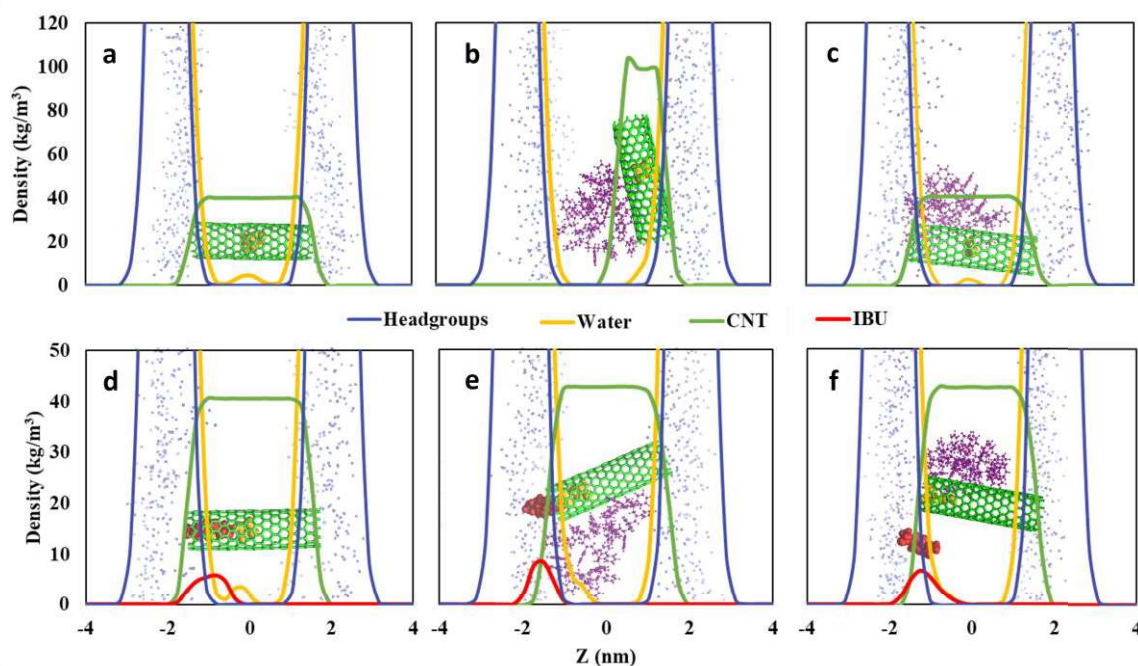 120
100
80
60
40
20
0
Density (kg/m³)
a
b
c
Headgroups
Water
CNT
IBU
50
40
30
20
10
0
Density (kg/m³)
d
e
f
-4 -2 0 2 4
-4 -2 0 2 4
-4 -2 0 2 4
Z (nm)